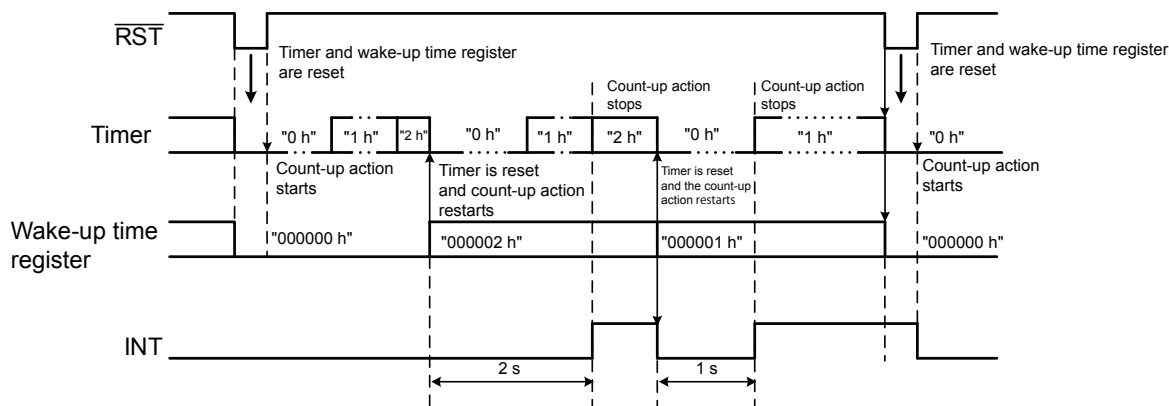 RST
Timer and wake-up time register
are reset
Timer and wake-up time register
are reset
Count-up action
stops
Count-up action
stops
Timer
"0 h"
"1 h"
"2 h"
"0 h"
"1 h"
"2 h"
"0 h"
"1 h"
"0 h"
Count-up action
starts
Timer is reset
and count-up action
restarts
Timer is reset
and the count-up
action restarts
Count-up action
starts
Wake-up time
register
"000000 h"
"000002 h"
"000001 h"
"000000 h"
INT
2 s
1 s